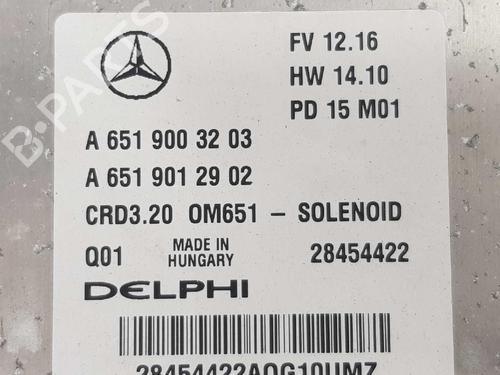 FV 12.16
HW 14.10
PD 15 M01
A 651 900 32 03
A 651 901 29 02
CRD3.20 OM651 - SOLENOID
Q01 MADE IN HUNGARY 28454422
DELPHI
28454422AQG10UMZ
B-PARTS